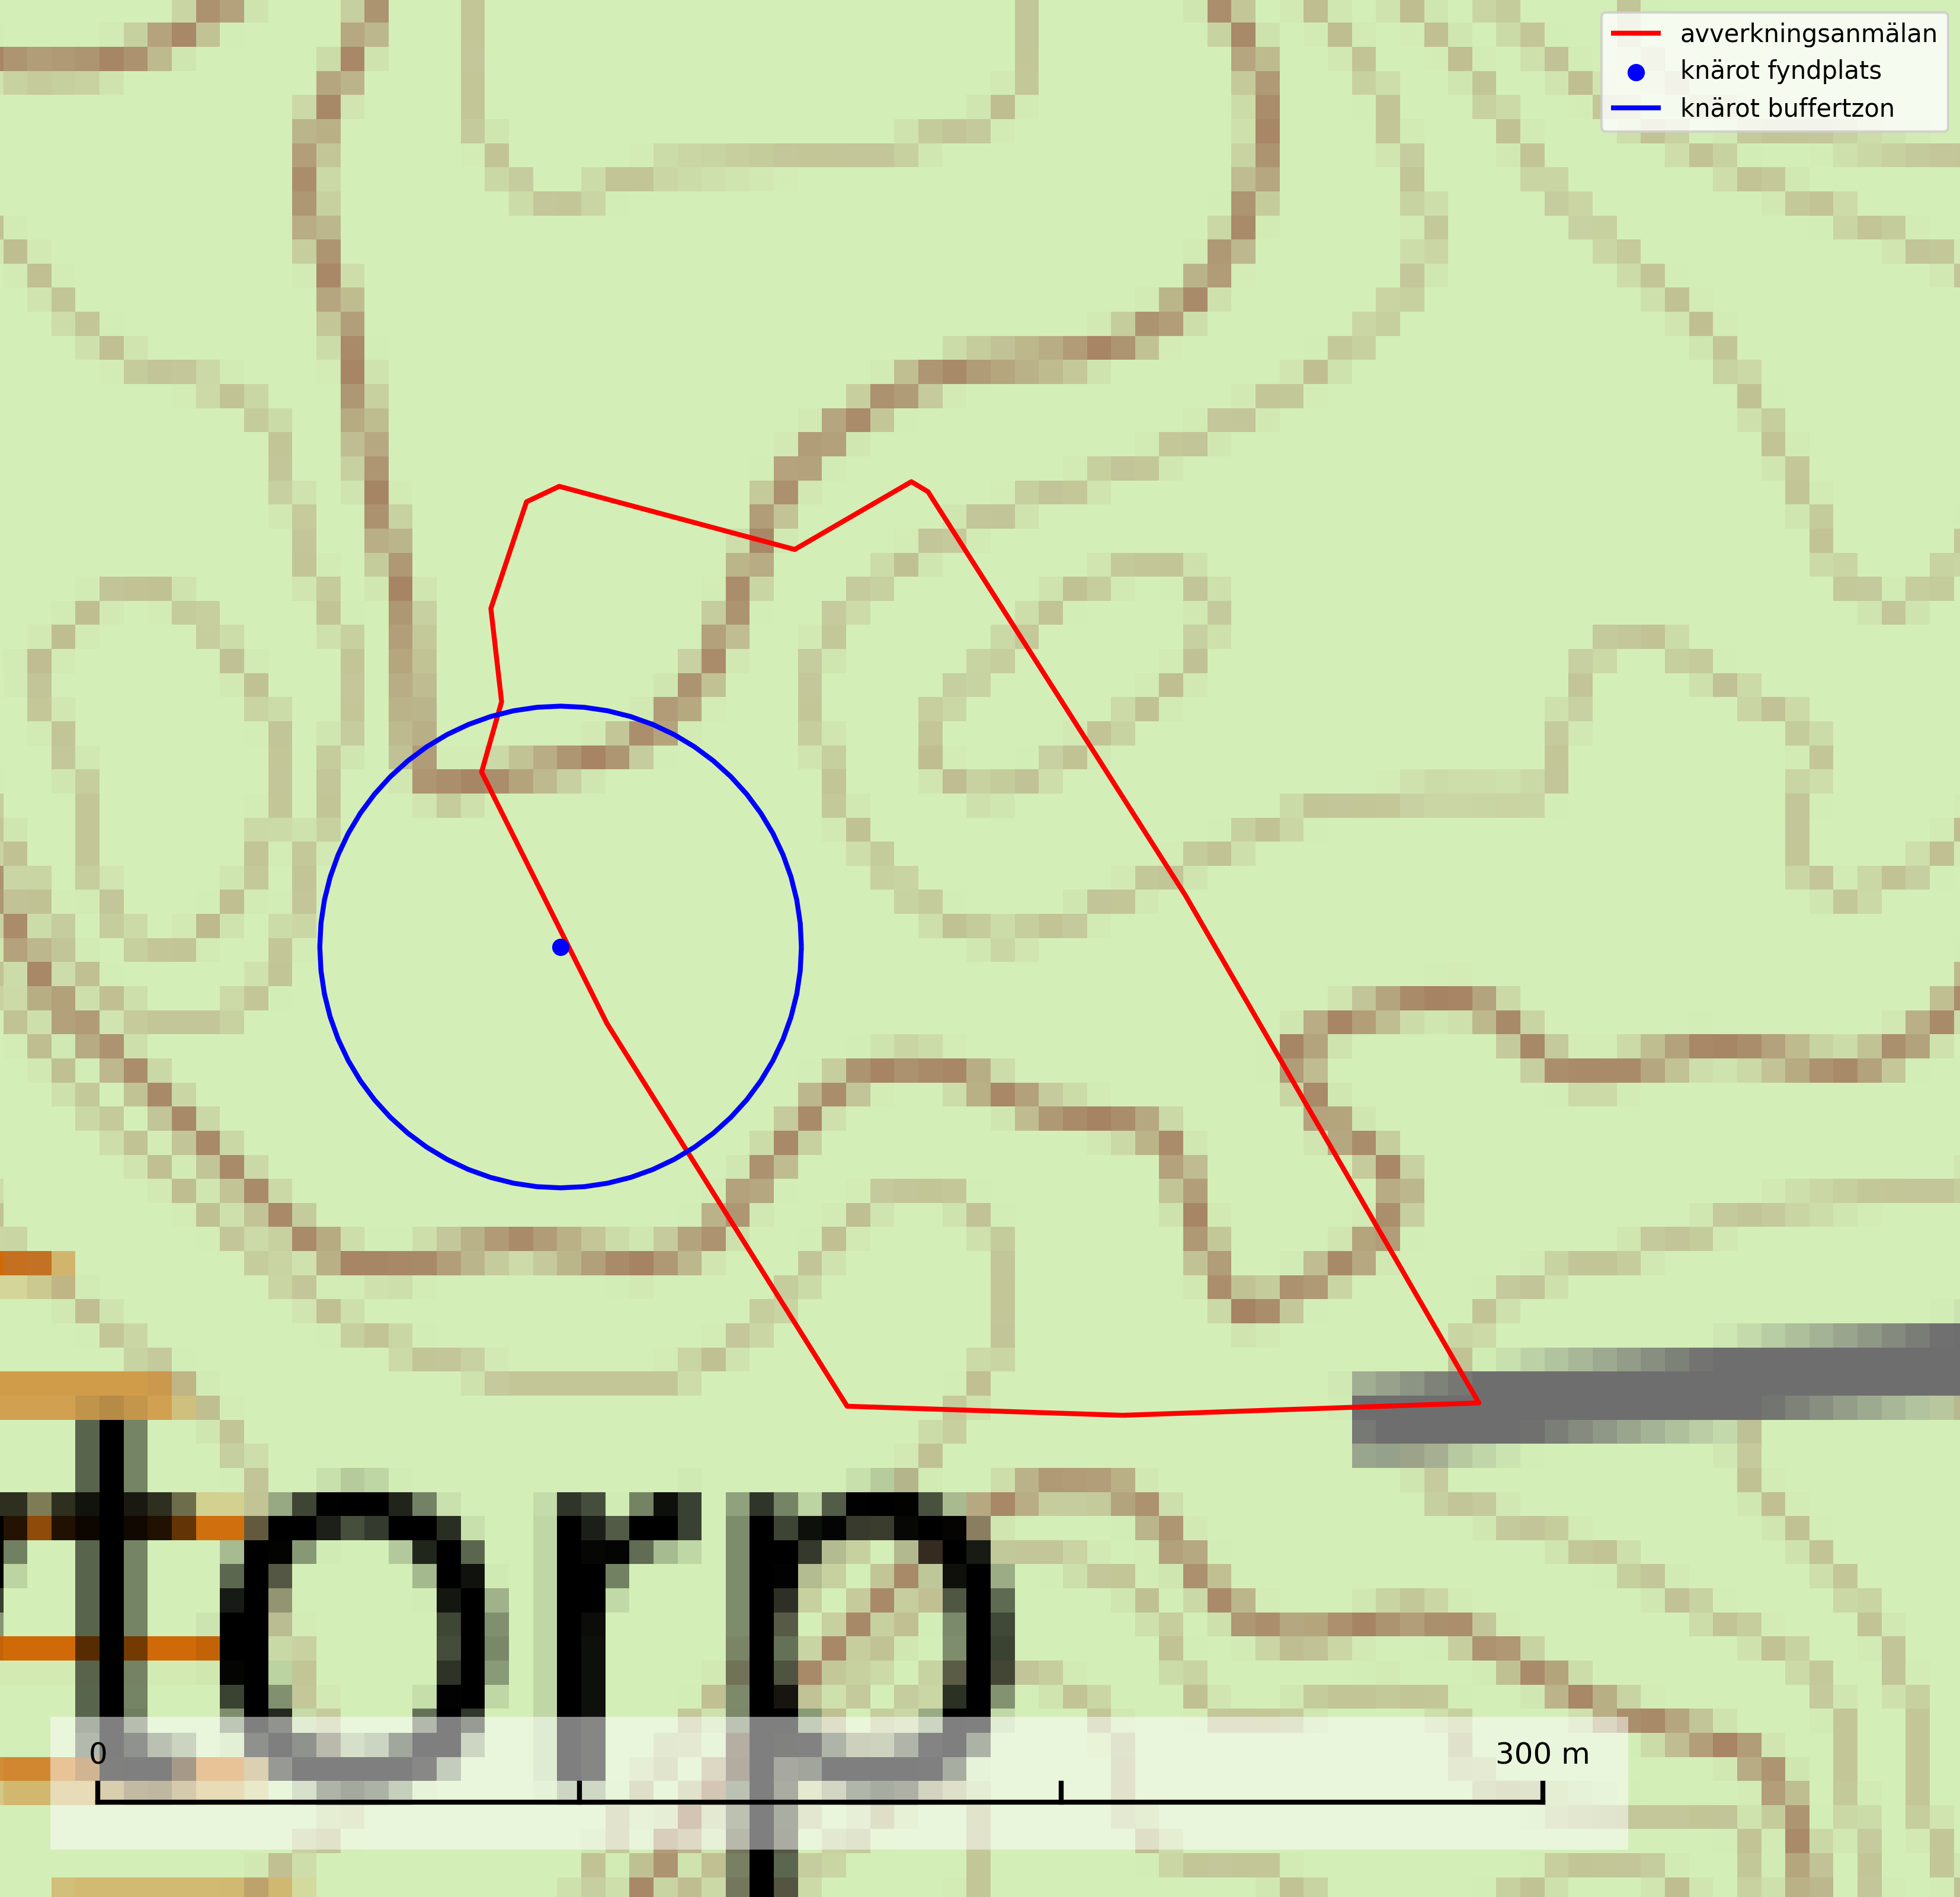 avverkningsanmälan
knärot fyndplats
knärot buffertzon
torp
0 300 m